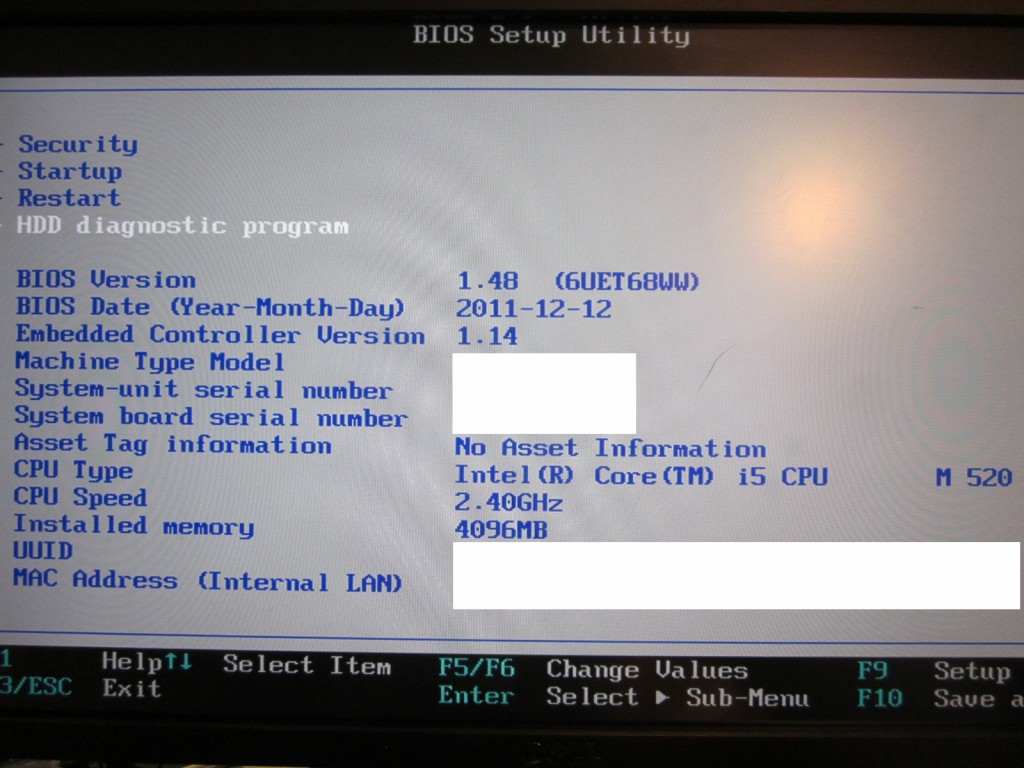 BIOS Setup Utility
Security
Startup
Restart
HDD diagnostic program
BIOS Version 1.48 (6UET68WW)
BIOS Date (Year-Month-Day) 2011-12-12
Embedded Controller Version 1.14
Machine Type Model
System-unit serial number
System board serial number
Asset Tag information No Asset Information
CPU Type Intel(R) Core(TM) i5 CPU M 520
CPU Speed 2.40GHz
Installed memory 4096MB
UUID
MAC Address (Internal LAN)
1 Help↑↓ Select Item F5/F6 Change Values F9 Setup
3/ESC Exit Enter Select ▶ Sub-Menu F10 Save a